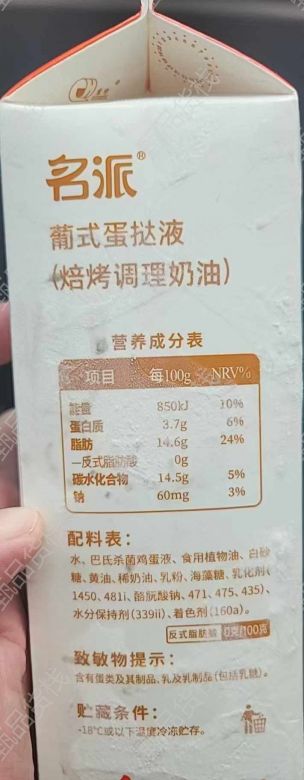 名派®
葡式蛋挞液
(焙烤调理奶油)
营养成分表
项目 每100g NRV%
能量 850kJ 10%
蛋白质 3.7g 6%
脂肪 14.6g 24%
—反式脂肪酸 0g
碳水化合物 14.5g 5%
钠 60mg 3%
配料表：
水、巴氏杀菌鸡蛋液、食用植物油、白砂
糖、黄油、稀奶油、乳粉、海藻糖、乳化剂(
1450、481i、酪朊酸钠、471、475、435)、
水分保持剂(339ii)、着色剂(160a)。
反式脂肪酸 0克/100克
致敏物提示：
含有蛋类及其制品、乳及乳制品(包括乳糖)。
贮藏条件：
-18℃或以下温度冷冻贮存。